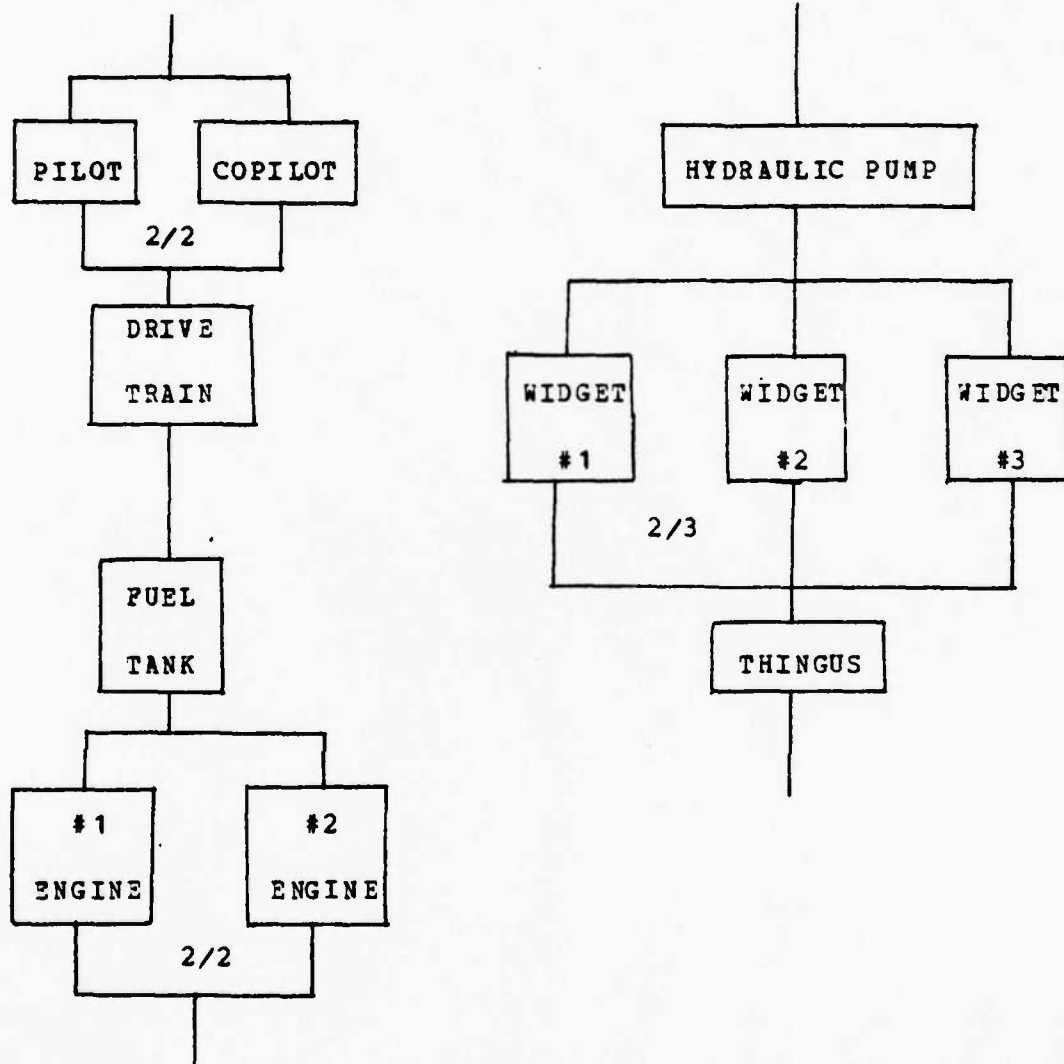 PILOT
COPILOT
2/2
DRIVE
TRAIN
FUEL
TANK
#1
ENGINE
#2
ENGINE
2/2
HYDRAULIC PUMP
WIDGET
#1
WIDGET
#2
WIDGET
#3
2/3
THINGUS